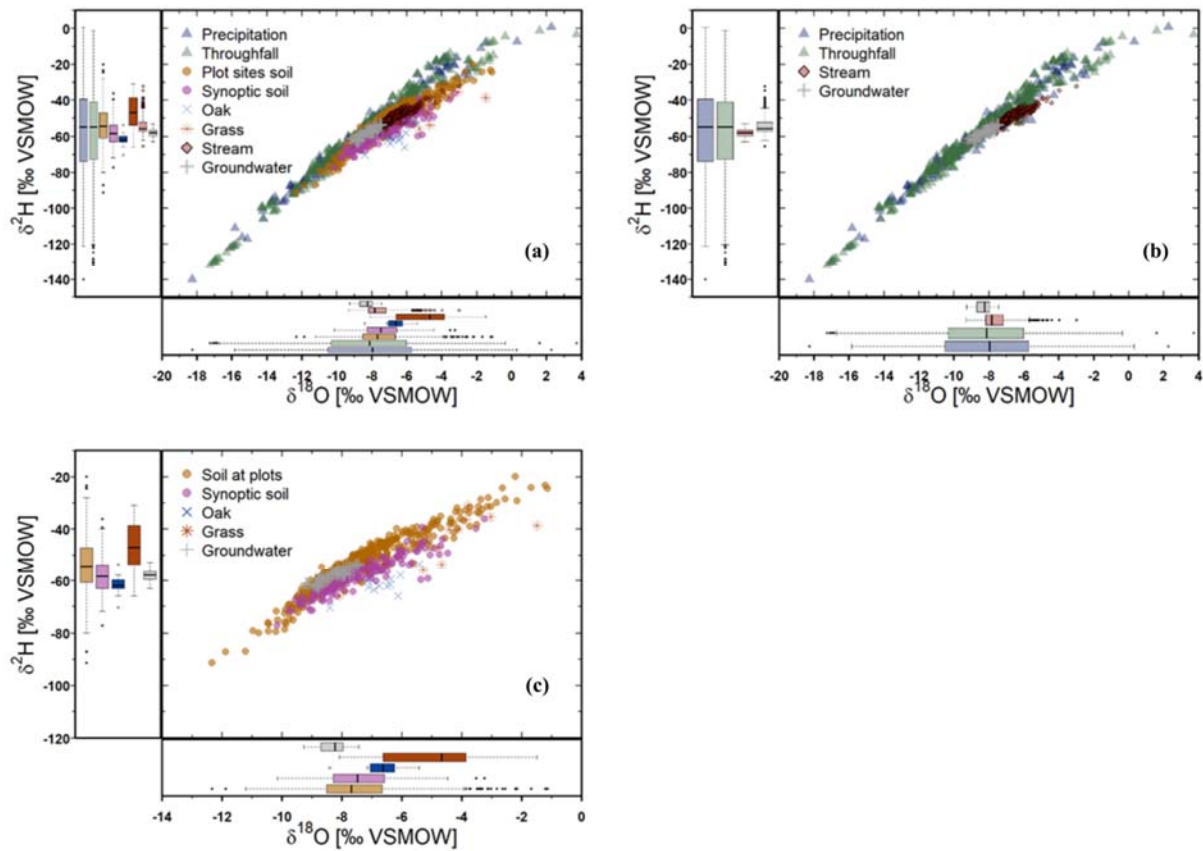 0
-20
-40
-60
-80
-100
-120
-140
δ²H [‰ VSMOW]
Precipitation
Throughfall
Plot sites soil
Synoptic soil
Oak
Grass
Stream
Groundwater
(a)
-20 -18 -16 -14 -12 -10 -8 -6 -4 -2 0 2 4
δ¹⁸O [‰ VSMOW]
0
-20
-40
-60
-80
-100
-120
-140
δ²H [‰ VSMOW]
Precipitation
Throughfall
Stream
Groundwater
(b)
-20 -18 -16 -14 -12 -10 -8 -6 -4 -2 0 2 4
δ¹⁸O [‰ VSMOW]
-20
-40
-60
-80
-100
-120
δ²H [‰ VSMOW]
Soil at plots
Synoptic soil
Oak
Grass
Groundwater
(c)
-14 -12 -10 -8 -6 -4 -2 0
δ¹⁸O [‰ VSMOW]